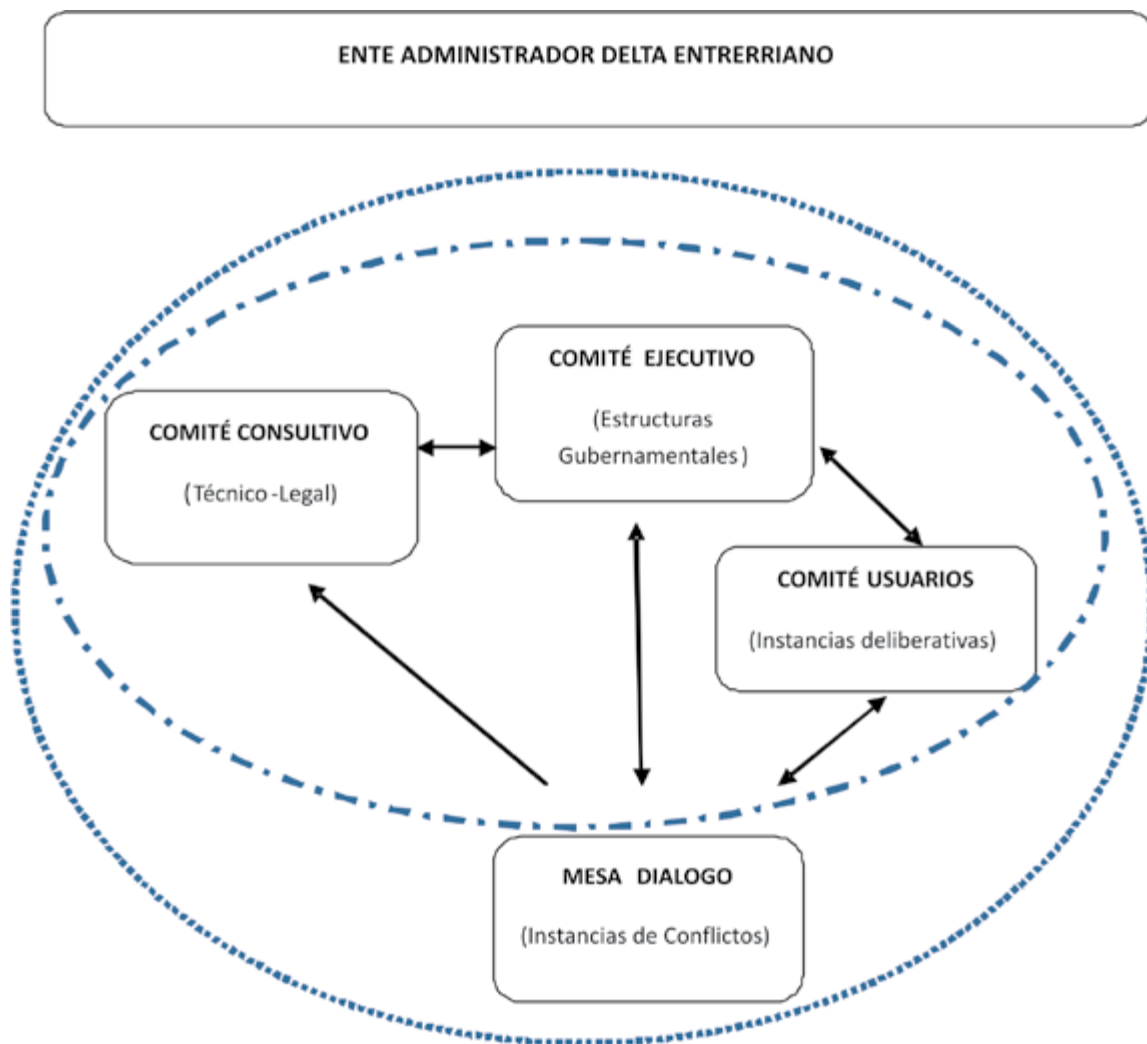 ENTE ADMINISTRADOR DELTA ENTRERRIANO
COMITÉ EJECUTIVO
(Estructuras
Gubernamentales)
COMITÉ CONSULTIVO
(Técnico-Legal)
COMITÉ USUARIOS
(Instancias deliberativas)
MESA DIALOGO
(Instancias de Conflictos)